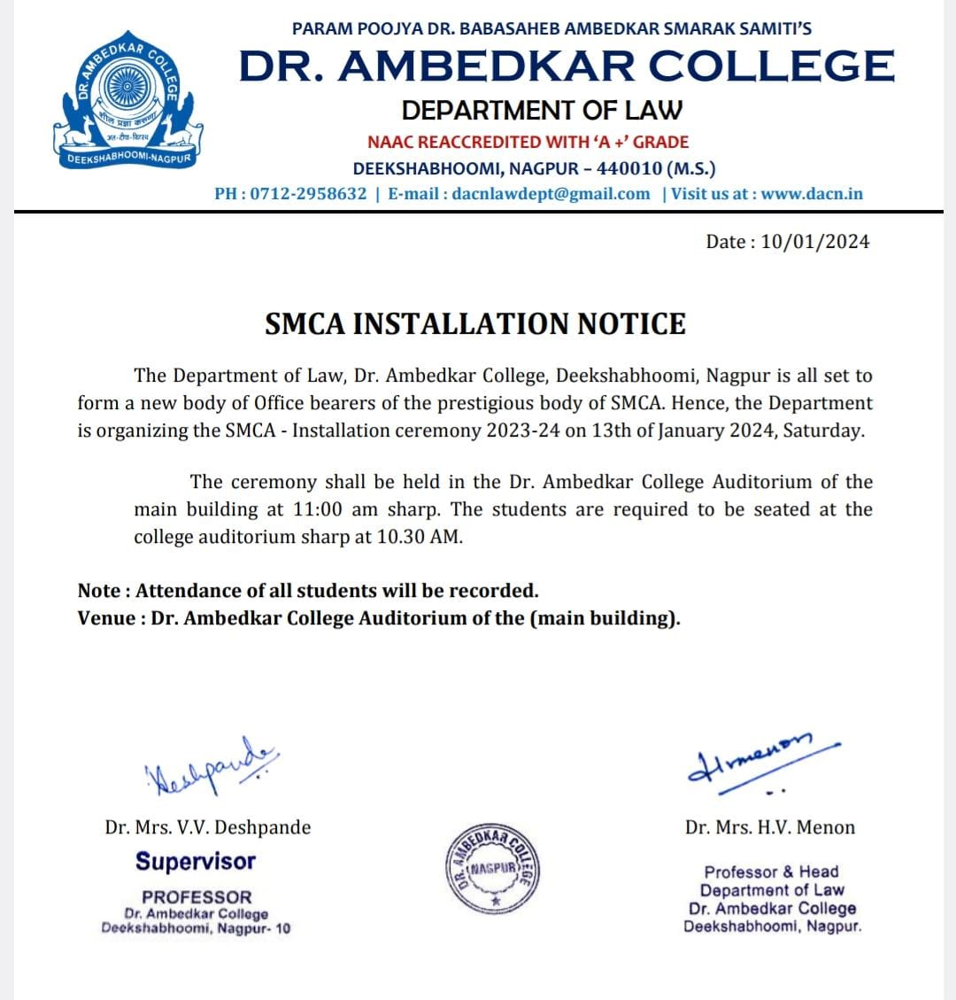 PARAM POOJYA DR. BABASAHEB AMBEDKAR SMARAK SAMITI'S
DR. AMBEDKAR COLLEGE
DEPARTMENT OF LAW
NAAC REACCREDITED WITH 'A +' GRADE
DEEKSHABHOOMI, NAGPUR – 440010 (M.S.)
PH : 0712-2958632 | E-mail : dacnlawdept@gmail.com | Visit us at : www.dacn.in
DR. AMBEDKAR COLLEGE
शील प्रज्ञा करुणा
अत्त-दीपा-विहरथ
DEEKSHABHOOMI-NAGPUR
Date : 10/01/2024
SMCA INSTALLATION NOTICE
The Department of Law, Dr. Ambedkar College, Deekshabhoomi, Nagpur is all set to
form a new body of Office bearers of the prestigious body of SMCA. Hence, the Department
is organizing the SMCA - Installation ceremony 2023-24 on 13th of January 2024, Saturday.
The ceremony shall be held in the Dr. Ambedkar College Auditorium of the
main building at 11:00 am sharp. The students are required to be seated at the
college auditorium sharp at 10.30 AM.
Note : Attendance of all students will be recorded.
Venue : Dr. Ambedkar College Auditorium of the (main building).
Deshpande
Hvmenon
Dr. Mrs. V.V. Deshpande
Supervisor
PROFESSOR
Dr. Ambedkar College
Deekshabhoomi, Nagpur- 10
DR. AMBEDKAR COLLEGE
NAGPUR
Dr. Mrs. H.V. Menon
Professor & Head
Department of Law
Dr. Ambedkar College
Deekshabhoomi, Nagpur.